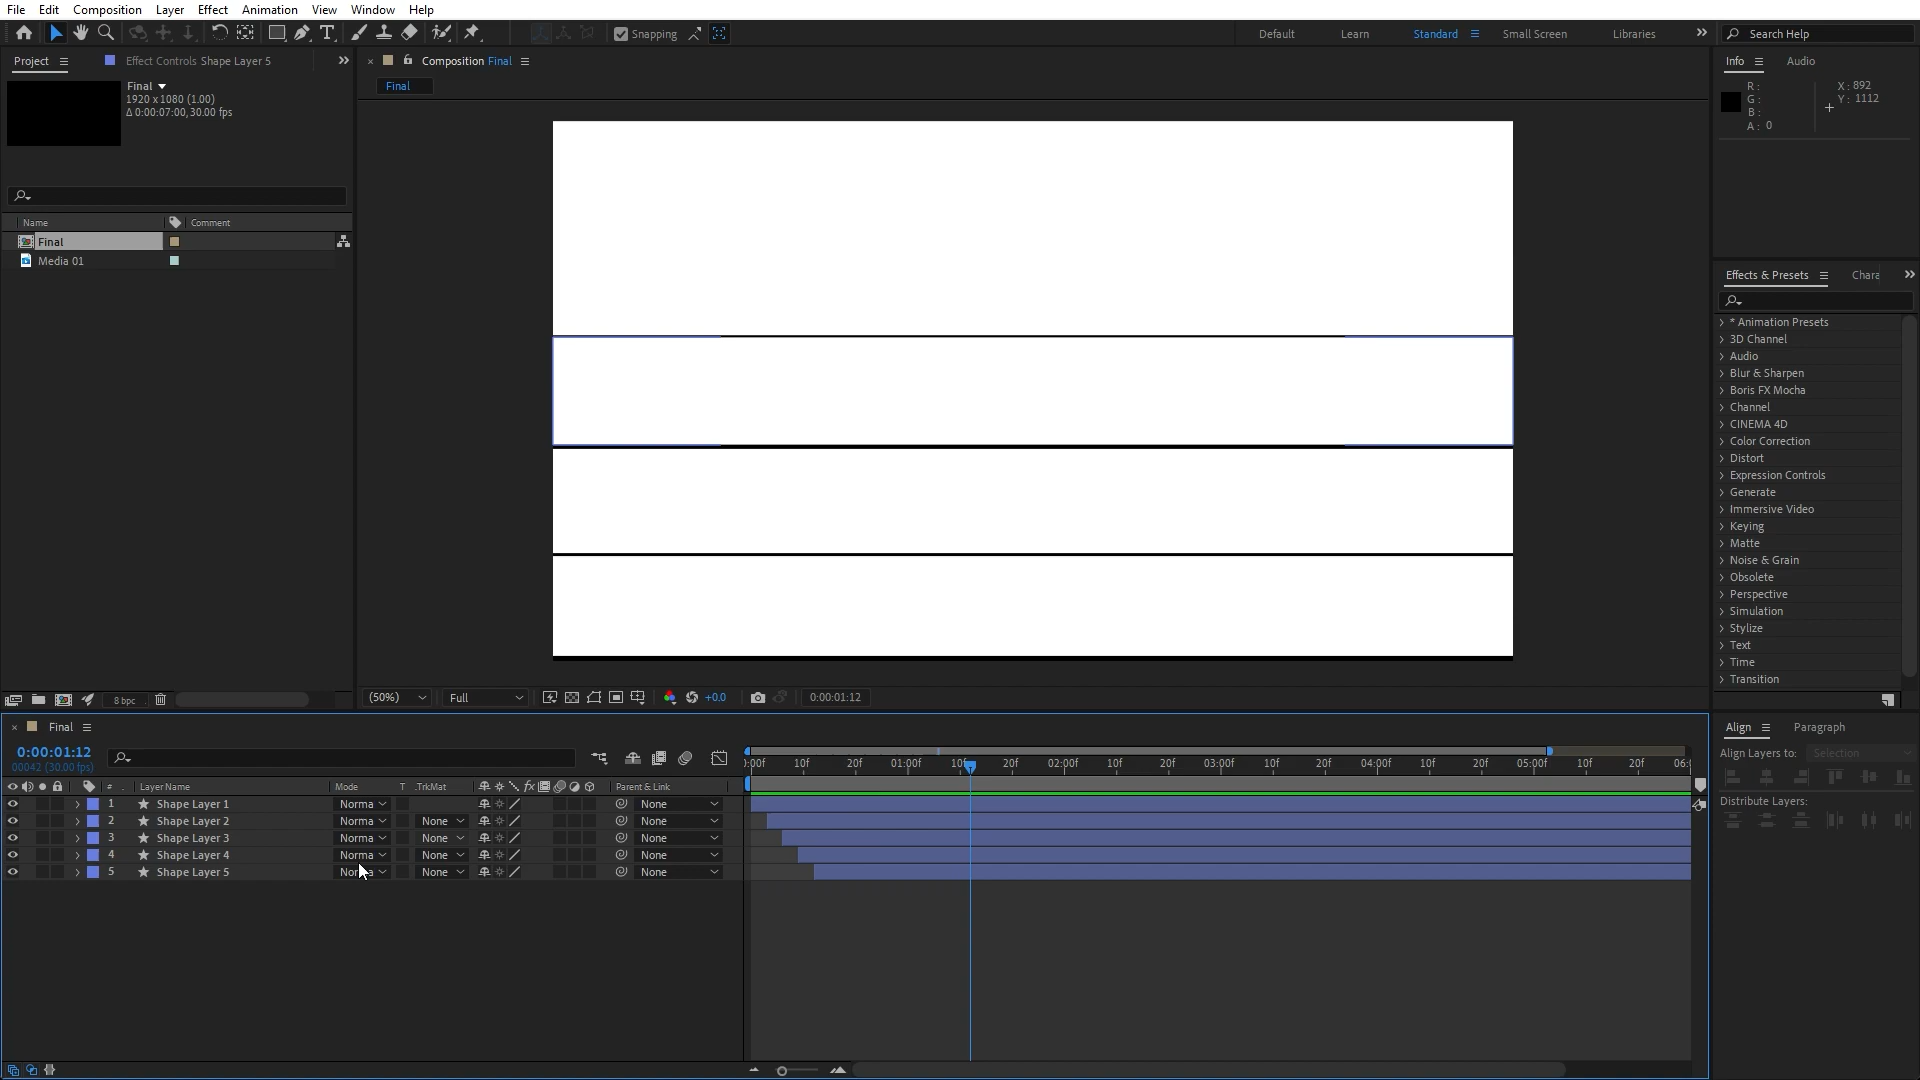 File Edit Composition Layer Effect Animation View Window Help
Snapping Default Learn Standard Small Screen Libraries Search Help
Project Effect Controls Shape Layer 5 Composition Final Info Audio
Final
Final
1920 x 1080 (1.00)
Δ 0:00:07:00, 30.00 fps
R: X: 892
G: Y: 1112
B:
A: 0
Name Comment
Final
Media 01
Effects & Presets Chara
* Animation Presets
3D Channel
Audio
Blur & Sharpen
Boris FX Mocha
Channel
CINEMA 4D
Color Correction
Distort
Expression Controls
Generate
Immersive Video
Keying
Matte
Noise & Grain
Obsolete
Perspective
Simulation
Stylize
Text
Time
Transition
8 bpc (50%) Full +0.0 0:00:01:12
Final Align Paragraph
0:00:01:12
00042 (30.00 fps)
Align Layers to: Selection
Distribute Layers:
):00f 10f 20f 01:00f 10 20f 02:00f 10f 20f 03:00f 10f 20f 04:00f 10f 20f 05:00f 10f 20f 06:(
# Layer Name Mode T .TrkMat fx Parent & Link
1 Shape Layer 1 Norma None
2 Shape Layer 2 Norma None None
3 Shape Layer 3 Norma None None
4 Shape Layer 4 Norma None None
5 Shape Layer 5 None None